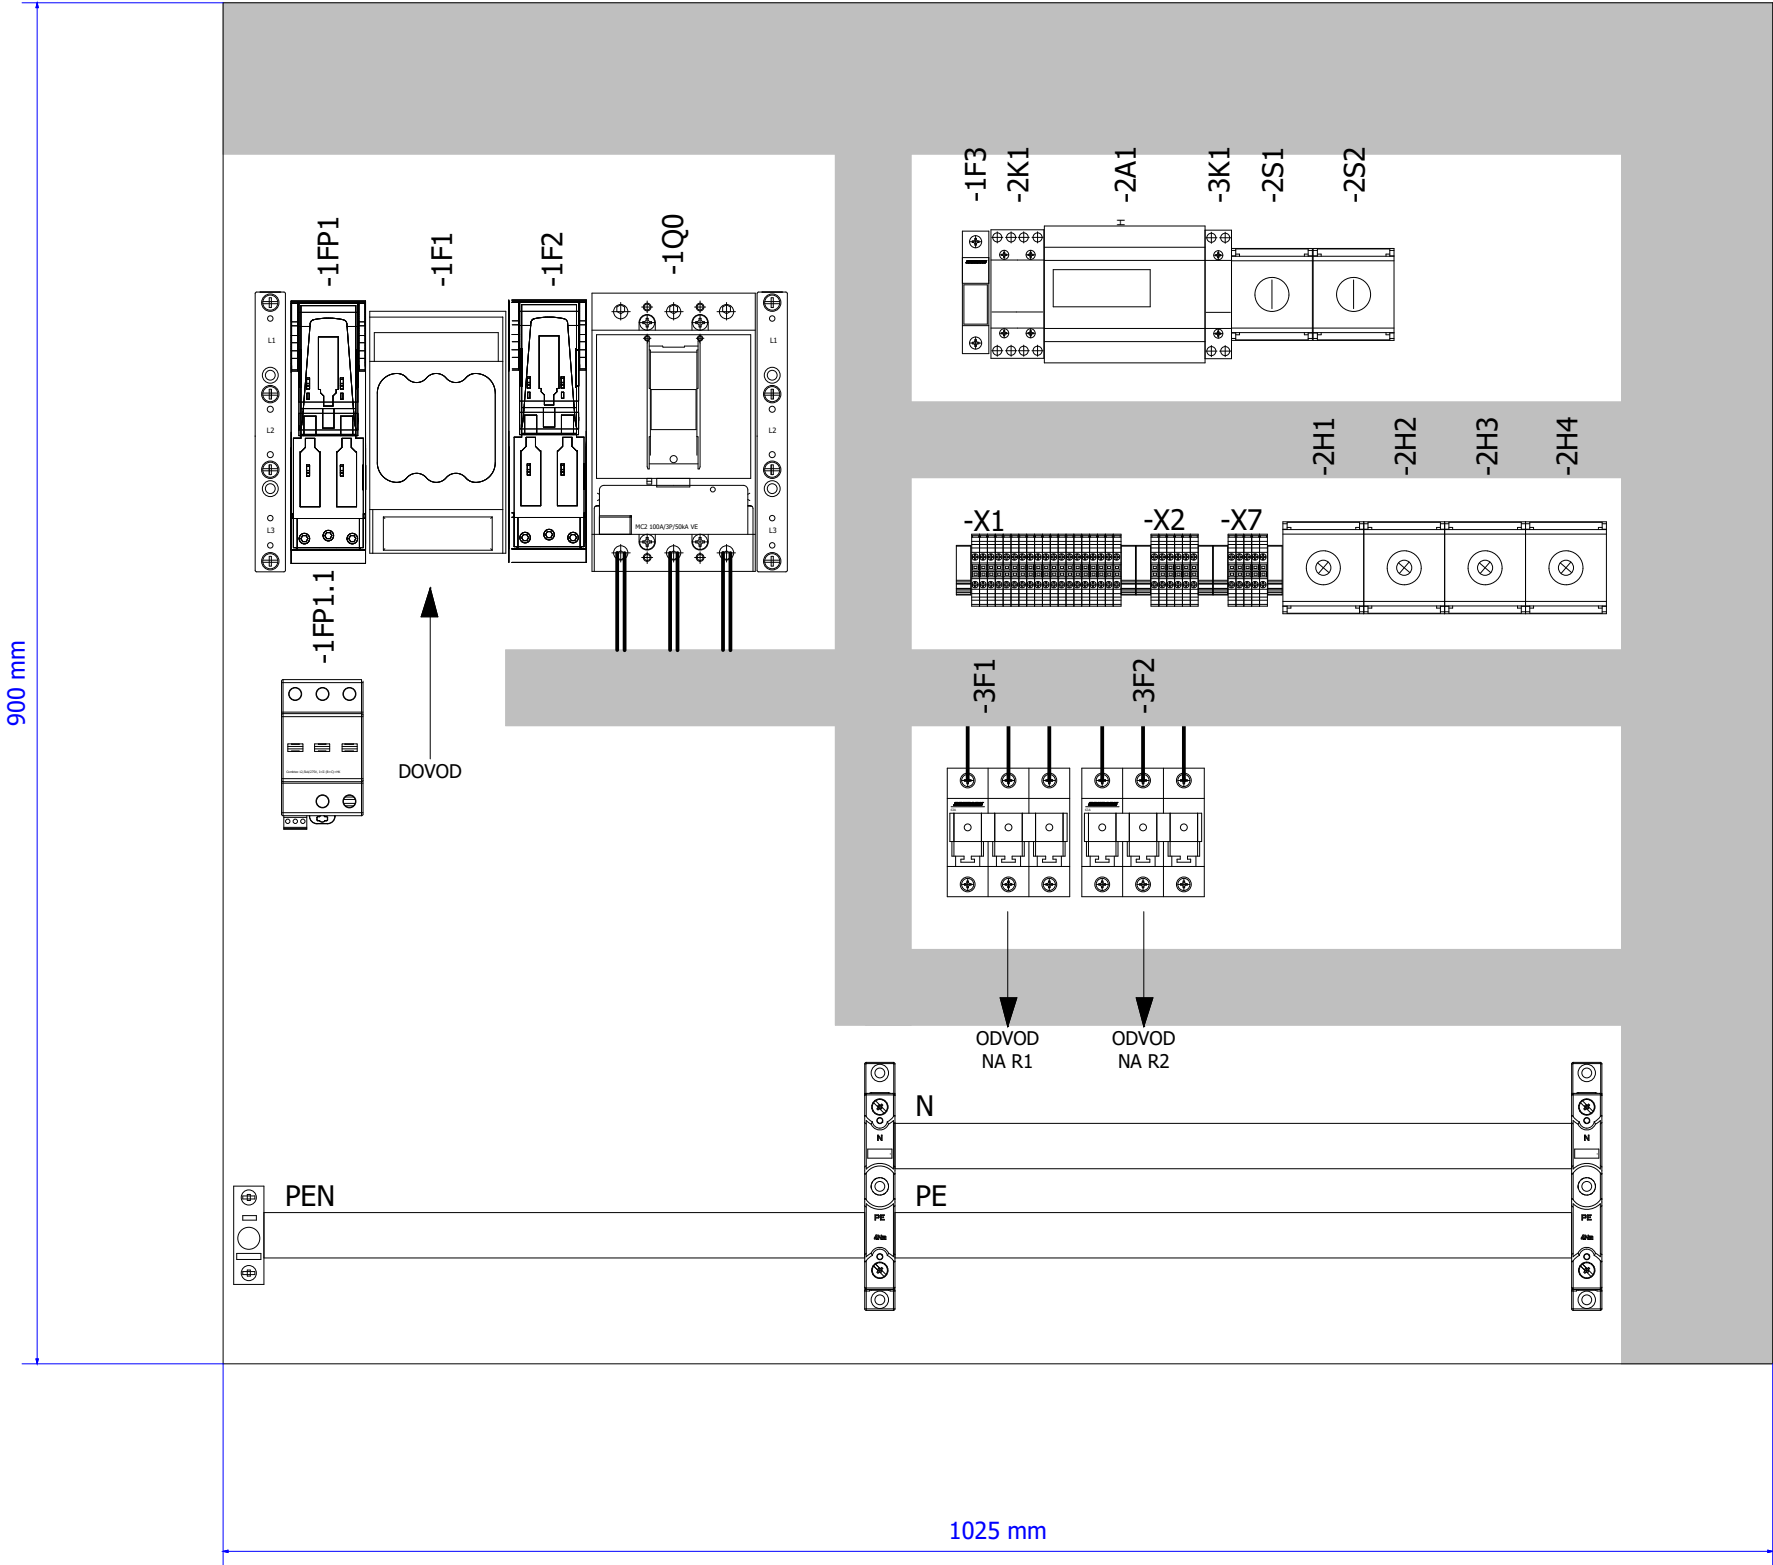 -1F3
-2K1
-2A1
-3K1
-2S1
-2S2
-1FP1
-1F1
-1F2
-1Q0
L1
L2
L3
L1
L2
L3
MC2 100A/3P/50kA VE
-2H1
-2H2
-2H3
-2H4
-X1
-X2
-X7
-1FP1.1
DOVOD
-3F1
-3F2
900 mm
ODVOD
NA R1
ODVOD
NA R2
N
N
N
PEN
PE
PE
4Nm
PE
4Nm
1025 mm